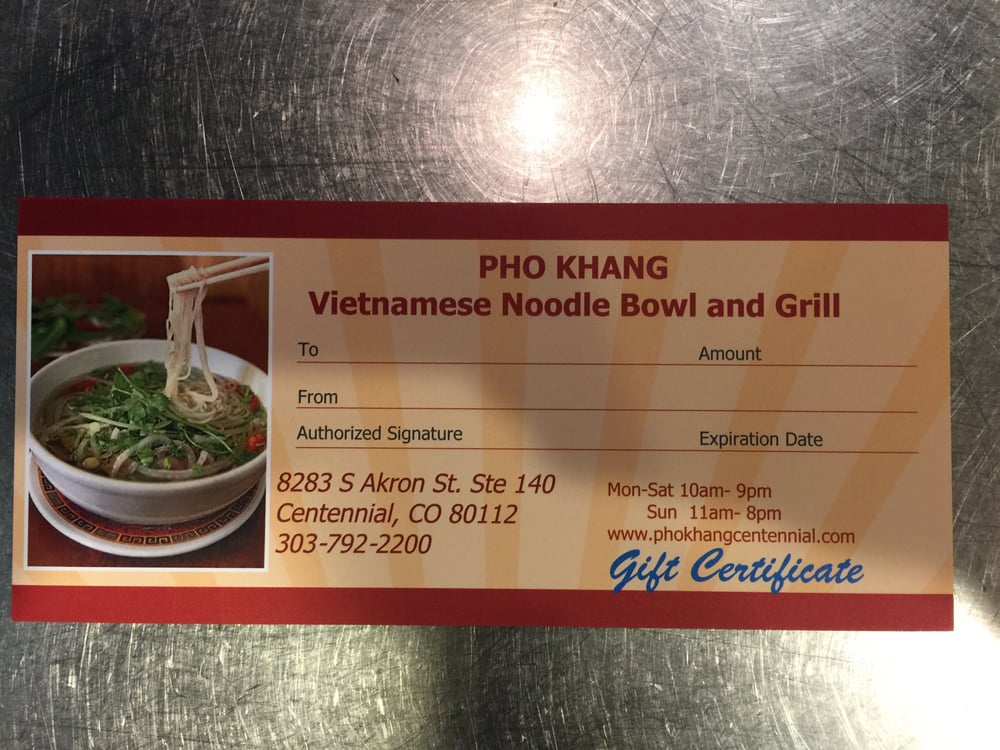 PHO KHANG
Vietnamese Noodle Bowl and Grill
To
Amount
From
Authorized Signature
Expiration Date
8283 S Akron St. Ste 140
Centennial, CO 80112
303-792-2200
Mon-Sat 10am- 9pm
Sun 11am- 8pm
www.phokhangcentennial.com
Gift Certificate